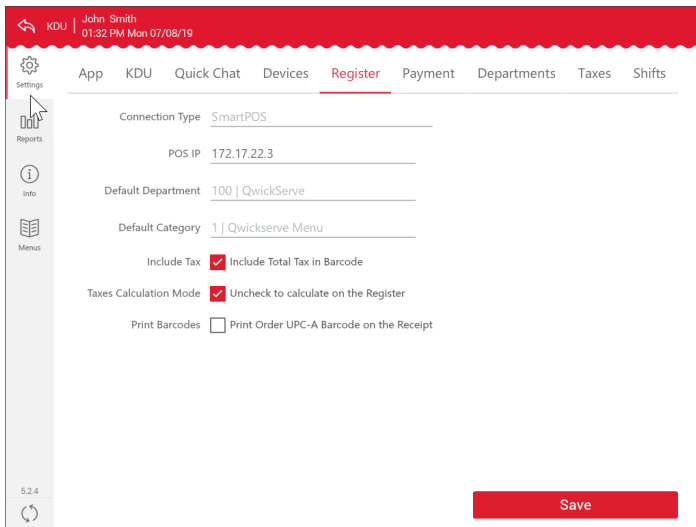 KDU
John Smith
01:32 PM Mon 07/08/19
Settings
Reports
Info
Menus
5.2.4
App KDU Quick Chat Devices Register Payment Departments Taxes Shifts
Connection Type SmartPOS
POS IP 172.17.22.3
Default Department 100 | QwickServe
Default Category 1 | Qwickserve Menu
Include Tax Include Total Tax in Barcode
Taxes Calculation Mode Uncheck to calculate on the Register
Print Barcodes Print Order UPC-A Barcode on the Receipt
Save